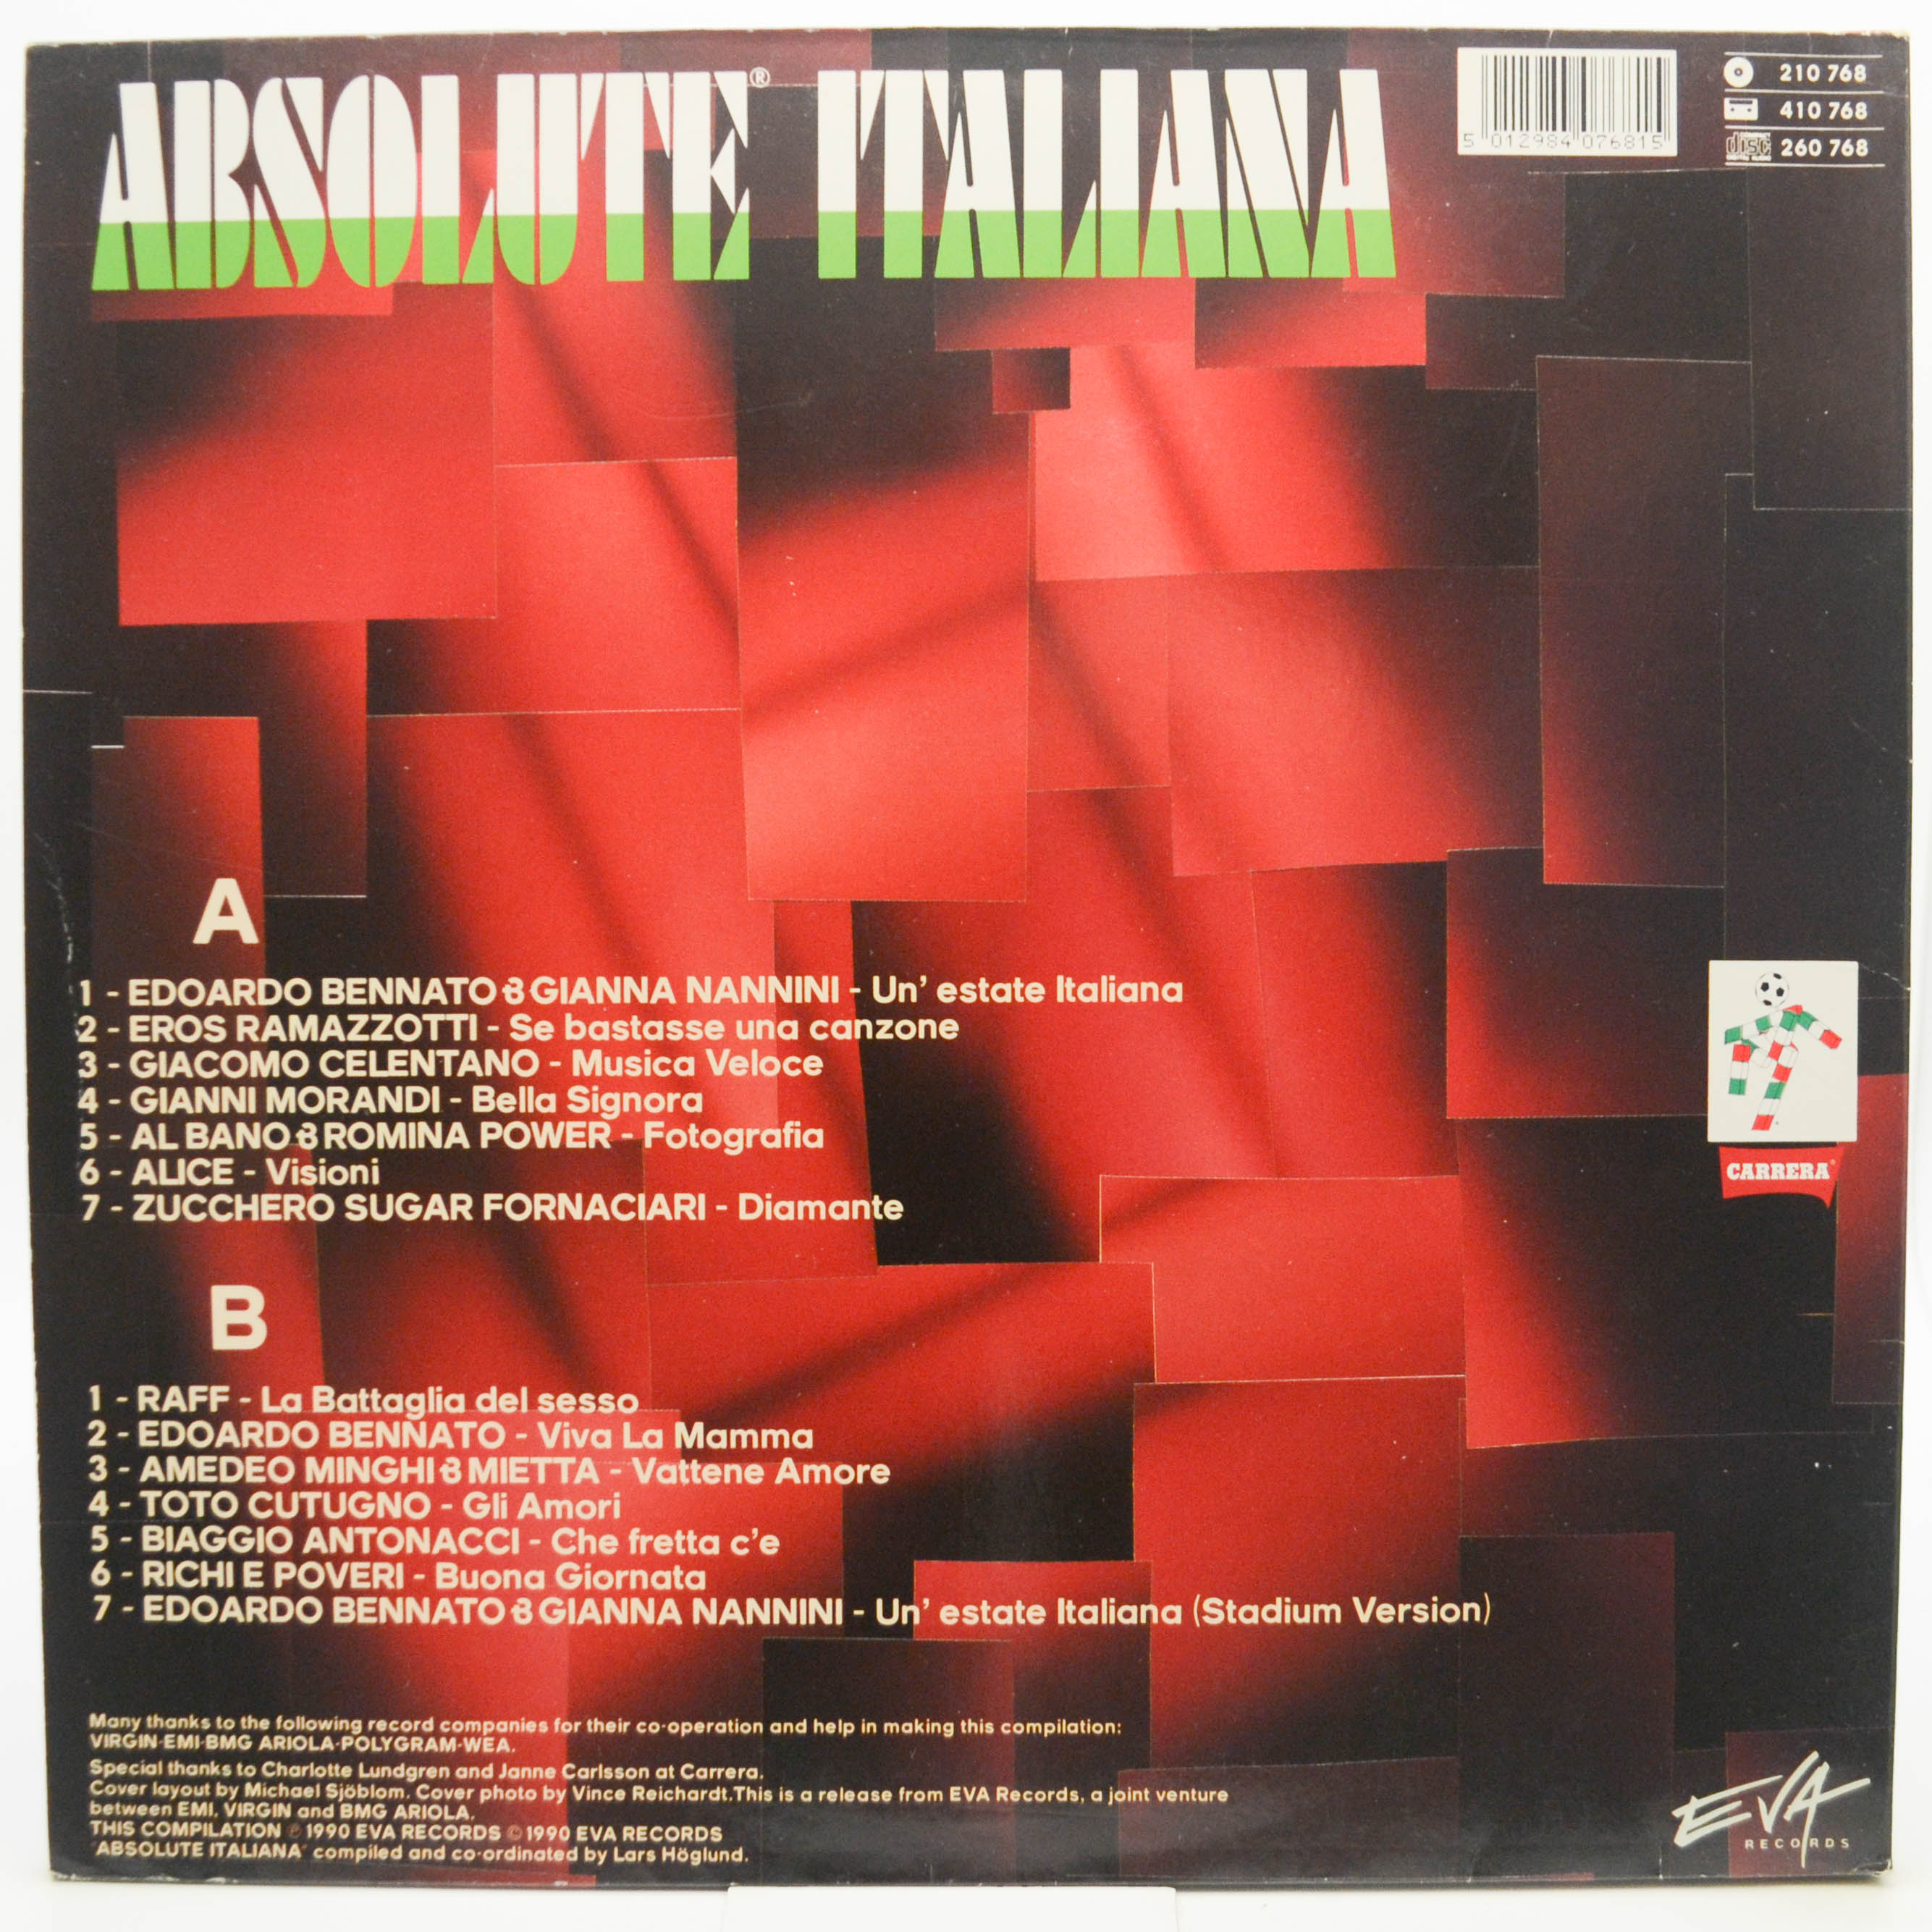 ABSOLUTE® ITALIANA
5 012984 076815
210 768
410 768
disc 260 768
A
1 - EDOARDO BENNATO & GIANNA NANNINI - Un' estate Italiana
2 - EROS RAMAZZOTTI - Se bastasse una canzone
3 - GIACOMO CELENTANO - Musica Veloce
4 - GIANNI MORANDI - Bella Signora
5 - AL BANO & ROMINA POWER - Fotografia
6 - ALICE - Visioni
7 - ZUCCHERO SUGAR FORNACIARI - Diamante
CARRERA
B
1 - RAFF - La Battaglia del sesso
2 - EDOARDO BENNATO - Viva La Mamma
3 - AMEDEO MINGHI & MIETTA - Vattene Amore
4 - TOTO CUTUGNO - Gli Amori
5 - BIAGGIO ANTONACCI - Che fretta c'e
6 - RICHI E POVERI - Buona Giornata
7 - EDOARDO BENNATO & GIANNA NANNINI - Un' estate Italiana (Stadium Version)
Many thanks to the following record companies for their co-operation and help in making this compilation:
VIRGIN-EMI-BMG ARIOLA-POLYGRAM-WEA.
Special thanks to Charlotte Lundgren and Janne Carlsson at Carrera.
Cover layout by Michael Sjöblom. Cover photo by Vince Reichardt.This is a release from EVA Records, a joint venture
between EMI, VIRGIN and BMG ARIOLA.
THIS COMPILATION ℗ 1990 EVA RECORDS © 1990 EVA RECORDS
"ABSOLUTE ITALIANA" compiled and co-ordinated by Lars Höglund.
EVA
RECORDS